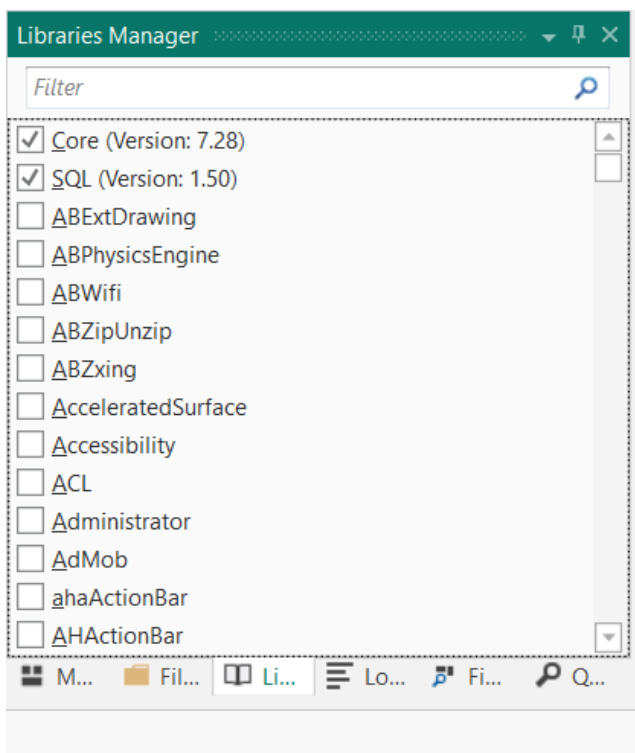 Libraries Manager
Filter
Core (Version: 7.28)
SQL (Version: 1.50)
ABExtDrawing
ABPhysicsEngine
ABWifi
ABZipUnzip
ABZxing
AcceleratedSurface
Accessibility
ACL
Administrator
AdMob
ahaActionBar
AHActionBar
M... Fil... Li... Lo... Fi... Q...